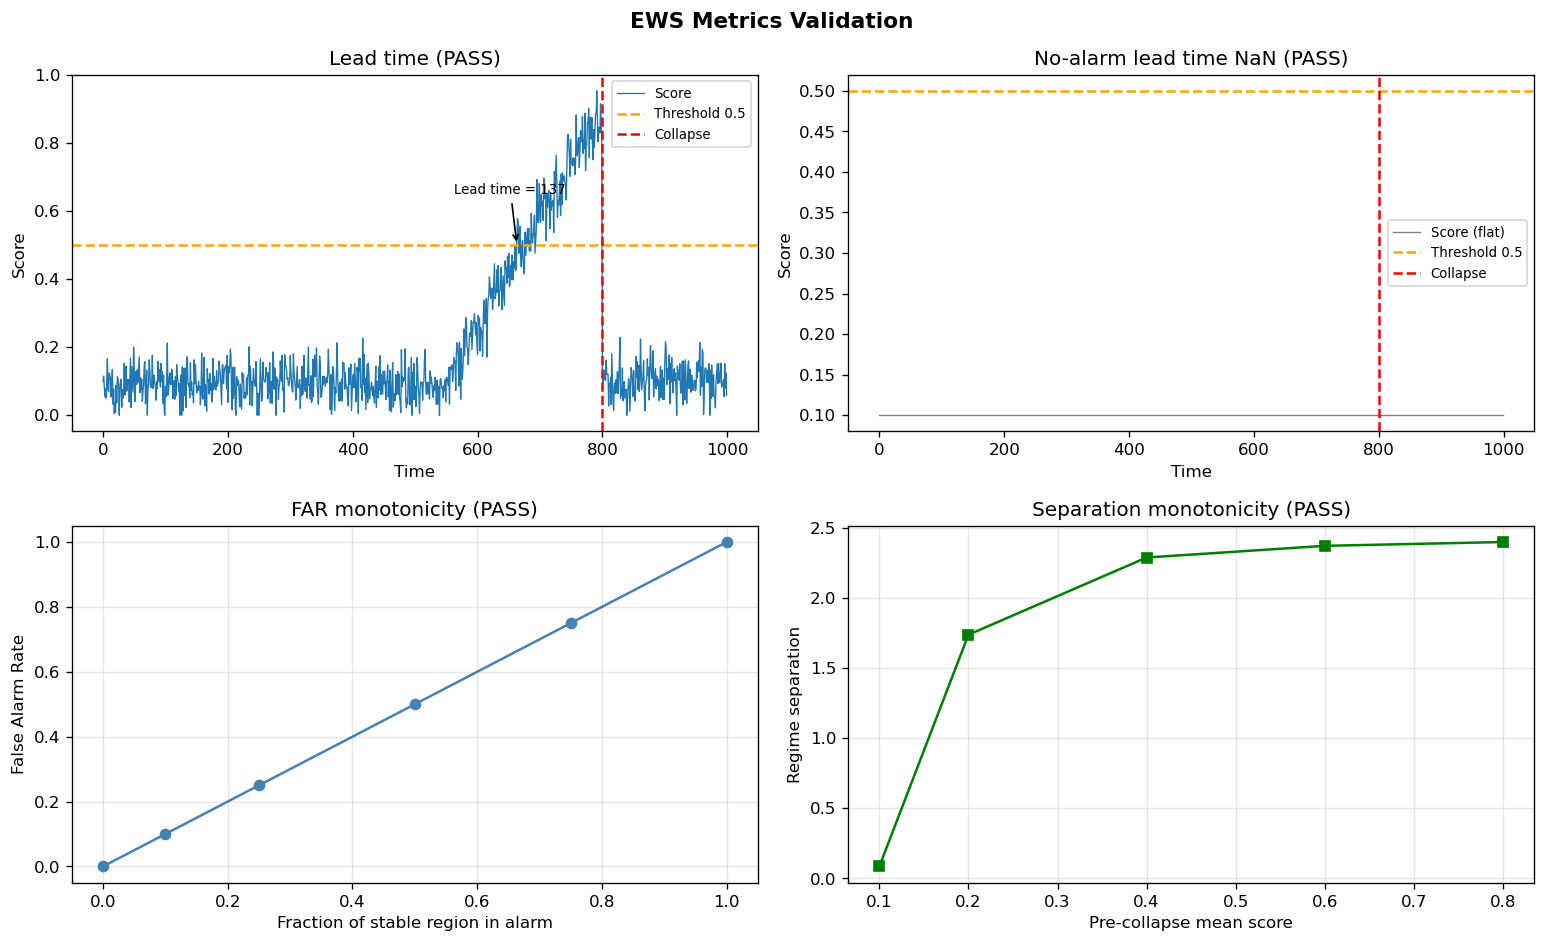 EWS Metrics Validation
Lead time (PASS)
Score
1.0
0.8
0.6
0.4
0.2
0.0
Score
Threshold 0.5
Collapse
Lead time = 137
0
200
400
600
800
1000
Time
No-alarm lead time NaN (PASS)
Score
0.50
0.45
0.40
0.35
0.30
0.25
0.20
0.15
0.10
Score (flat)
Threshold 0.5
Collapse
0
200
400
600
800
1000
Time
FAR monotonicity (PASS)
False Alarm Rate
1.0
0.8
0.6
0.4
0.2
0.0
0.0
0.2
0.4
0.6
0.8
1.0
Fraction of stable region in alarm
Separation monotonicity (PASS)
Regime separation
2.5
2.0
1.5
1.0
0.5
0.0
0.1
0.2
0.3
0.4
0.5
0.6
0.7
0.8
Pre-collapse mean score